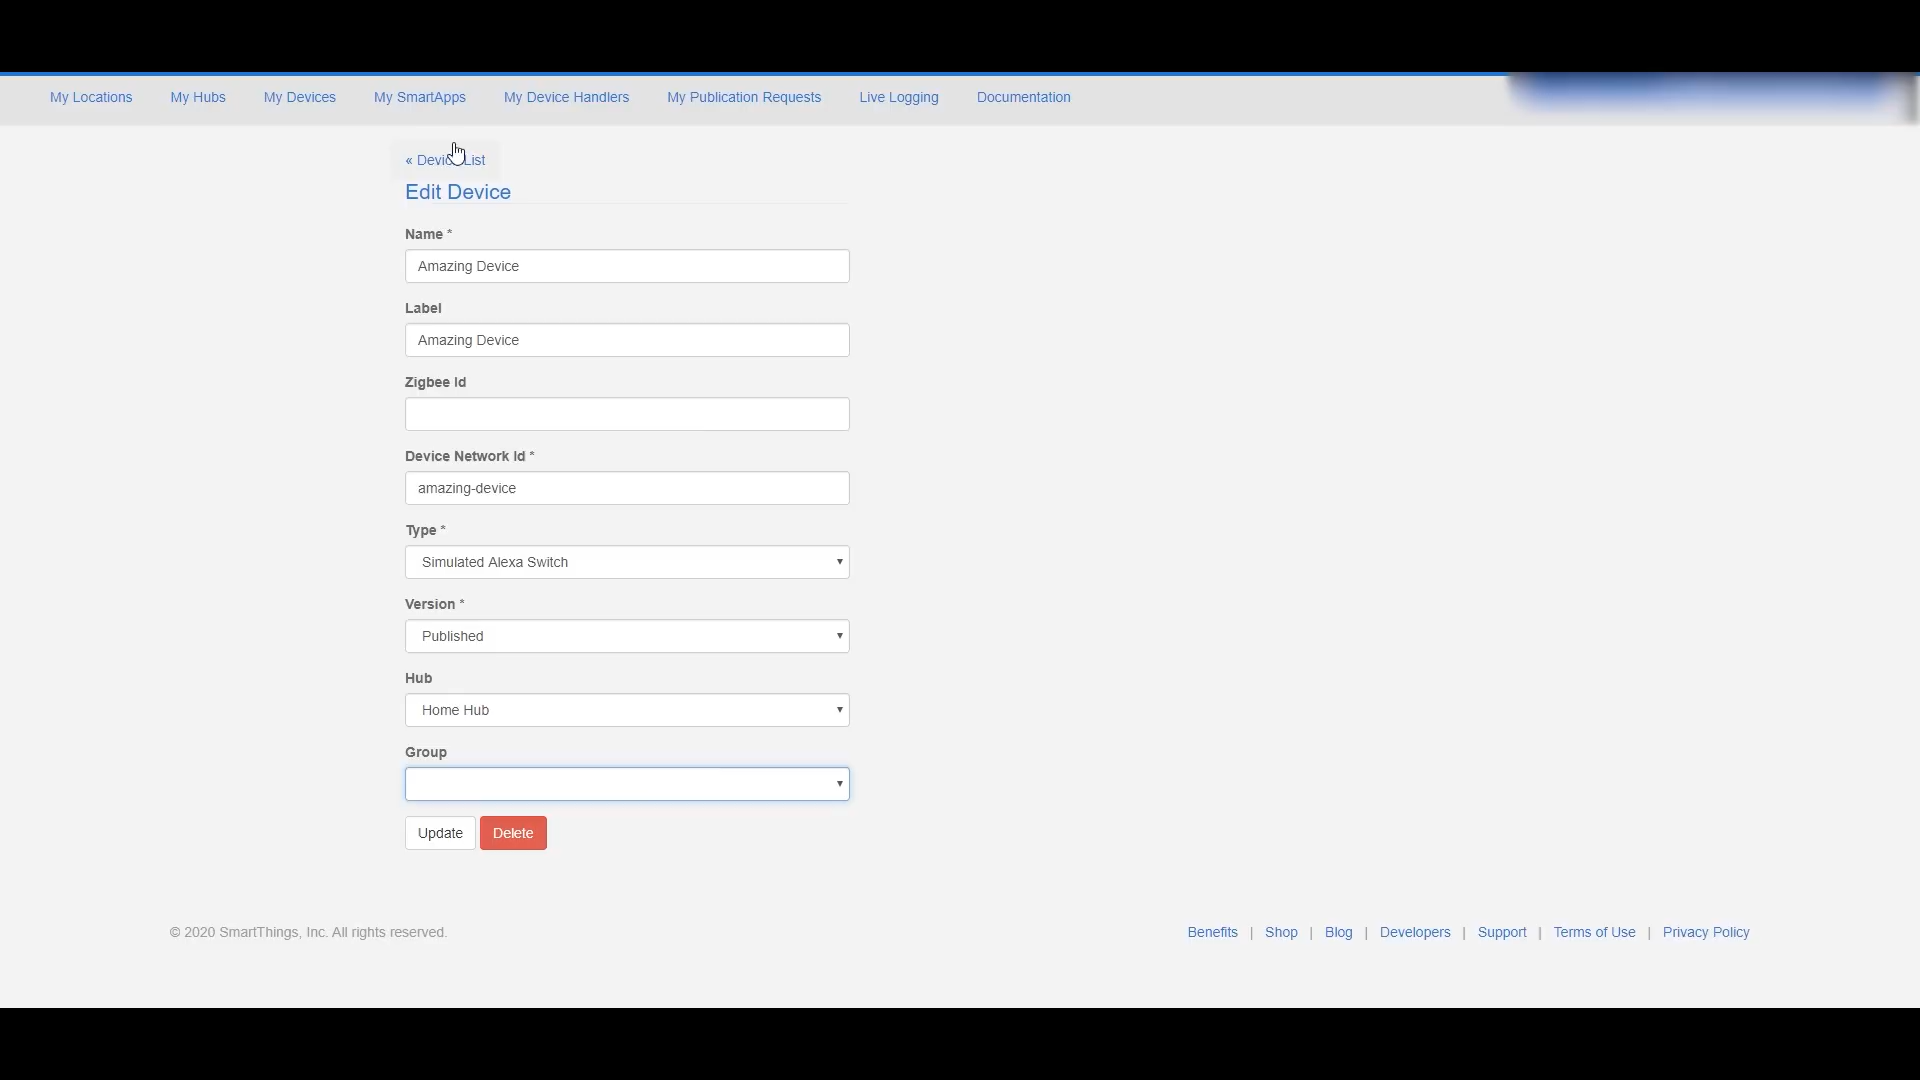 My Locations My Hubs My Devices My SmartApps My Device Handlers My Publication Requests Live Logging Documentation
« Device List
Edit Device
Name *
Amazing Device
Label
Amazing Device
Zigbee Id
Device Network Id *
amazing-device
Type *
Simulated Alexa Switch
Version *
Published
Hub
Home Hub
Group
Update Delete
© 2020 SmartThings, Inc. All rights reserved. Benefits | Shop | Blog | Developers | Support | Terms of Use | Privacy Policy